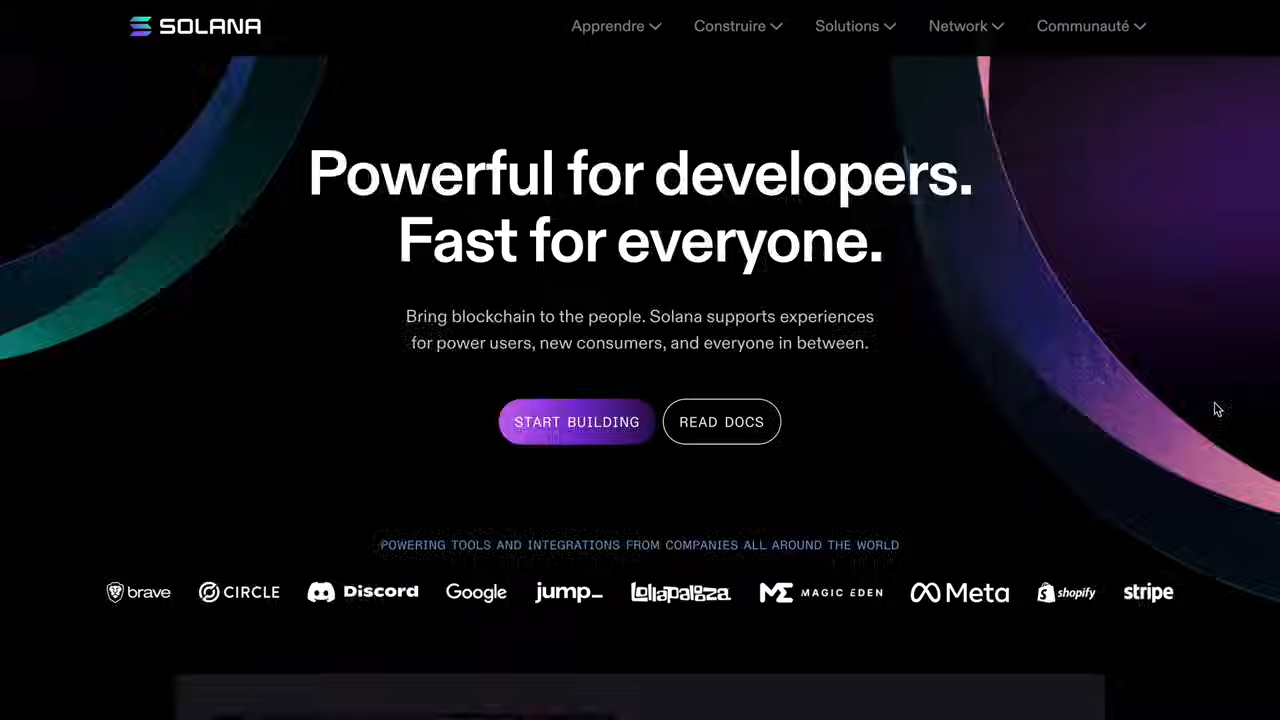 SOLANA
Apprendre Construire Solutions Network Communauté
Powerful for developers.
Fast for everyone.
Bring blockchain to the people. Solana supports experiences
for power users, new consumers, and everyone in between.
START BUILDING READ DOCS
POWERING TOOLS AND INTEGRATIONS FROM COMPANIES ALL AROUND THE WORLD
brave CIRCLE Discord Google jump_ Lollapalooza MAGIC EDEN Meta shopify stripe